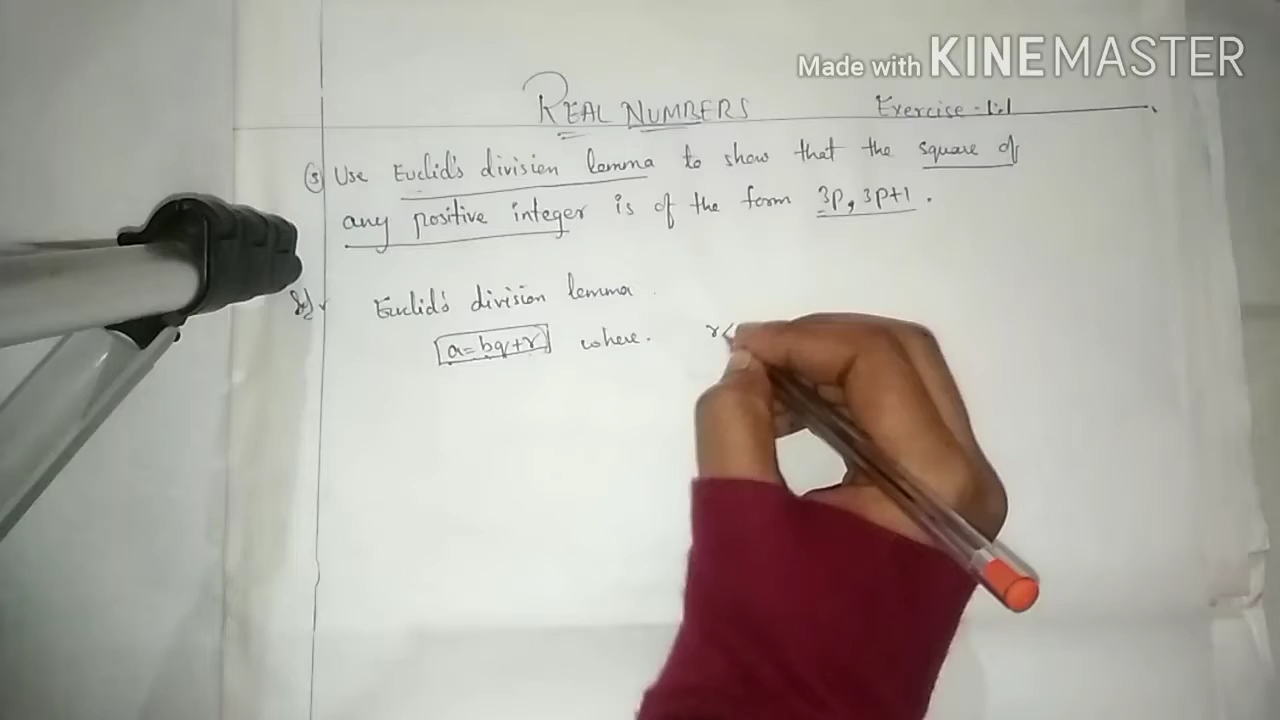 Made with KINEMASTER
REAL NUMBERS Exercise - 1.1
③ Use Euclid's division lemma to show that the square of
any positive integer is of the form 3p, 3p+1.
Sol Euclid's division lemma
a=bq+r where. r<